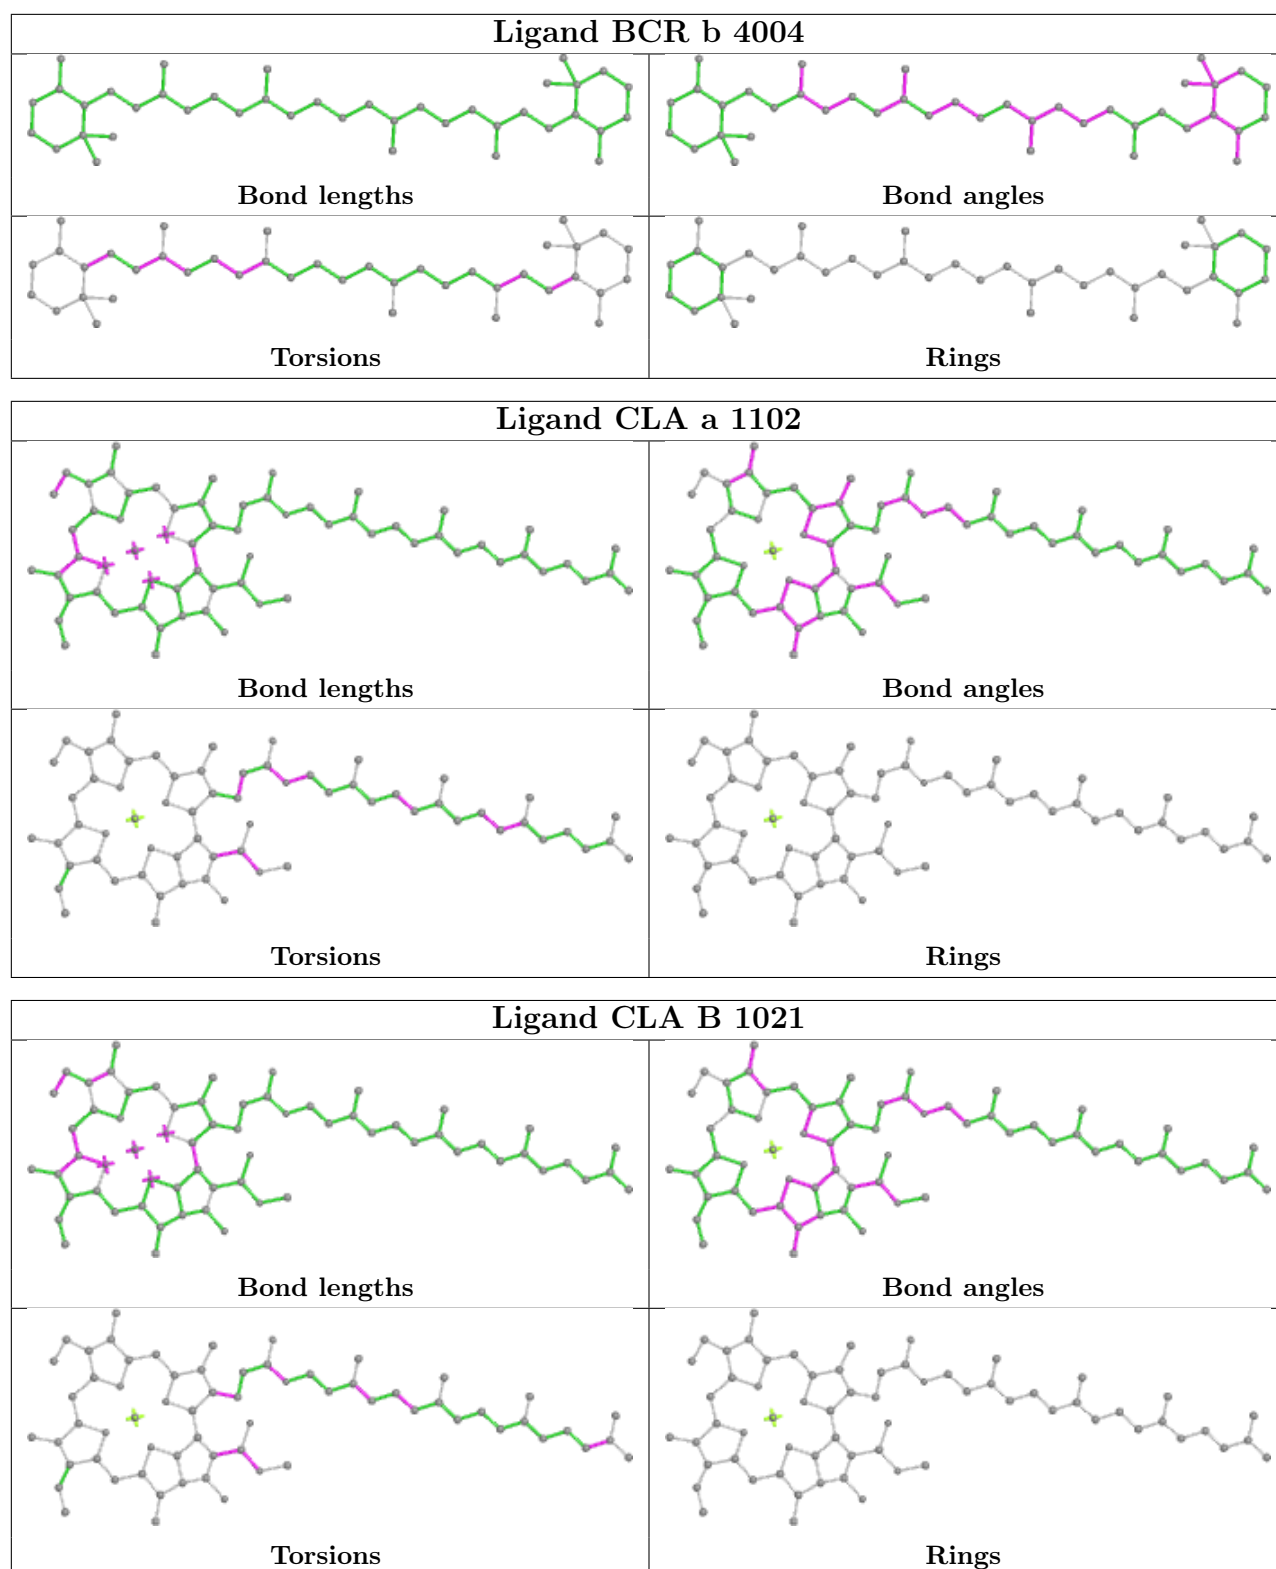 Ligand BCR b 4004
Bond lengths
Bond angles
Torsions
Rings
Ligand CLA a 1102
Bond lengths
Bond angles
Torsions
Rings
Ligand CLA B 1021
Bond lengths
Bond angles
Torsions
Rings